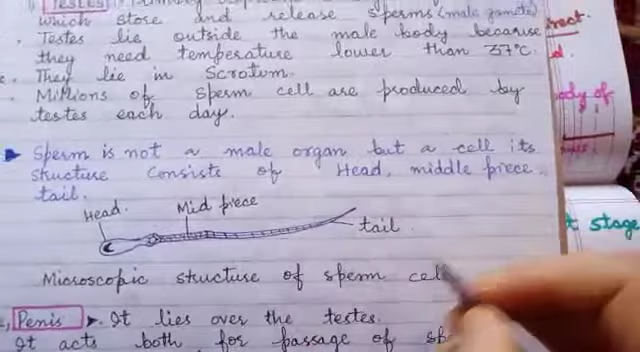 Testes
which store and release sperms (male gamete)
Testes lie outside the male body because
they need temperature lower than 37°C.
They lie in Scrotum.
Millions of sperm cell are produced by
testes each day.
Sperm is not a male organ but a cell its
structure consists of Head, middle piece,
tail.
Head. Mid piece
tail.
Microscopic structure of sperm cell
Penis It lies over the testes.
It acts both for passage of
body of
stage